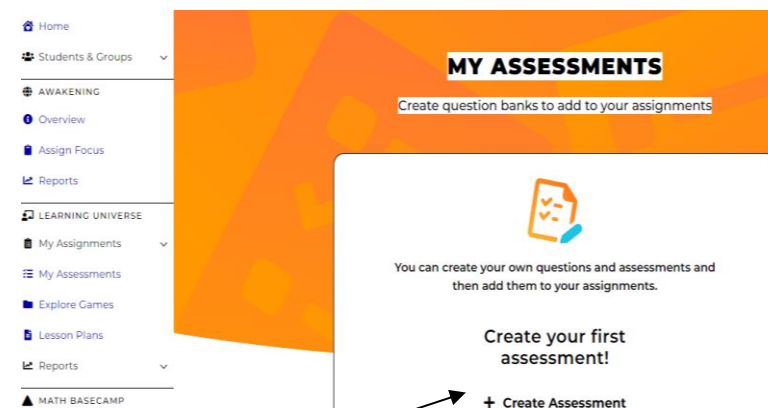 Home
Students & Groups
AWAKENING
Overview
Assign Focus
Reports
LEARNING UNIVERSE
My Assignments
My Assessments
Explore Games
Lesson Plans
Reports
MATH BASECAMP
MY ASSESSMENTS
Create question banks to add to your assignments
You can create your own questions and assessments and
then add them to your assignments.
Create your first
assessment!
+ Create Assessment